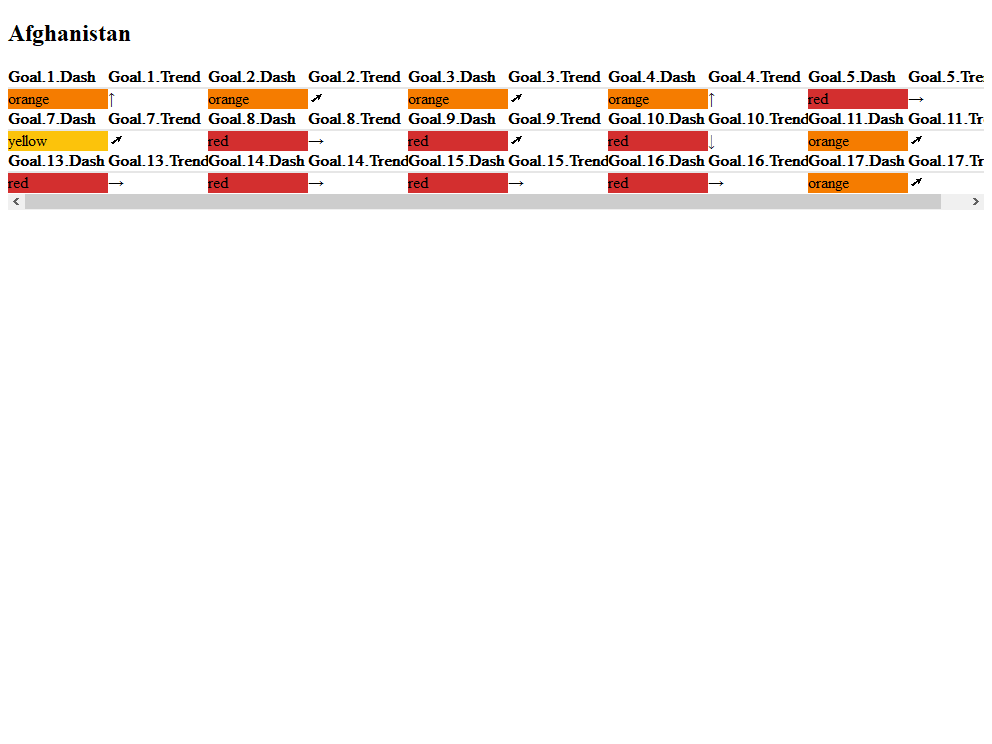 Afghanistan
Goal.1.Dash Goal.1.Trend Goal.2.Dash Goal.2.Trend Goal.3.Dash Goal.3.Trend Goal.4.Dash Goal.4.Trend Goal.5.Dash Goal.5.Tre
orange ↑ orange ↗ orange ↗ orange ↑ red →
Goal.7.Dash Goal.7.Trend Goal.8.Dash Goal.8.Trend Goal.9.Dash Goal.9.Trend Goal.10.Dash Goal.10.Trend Goal.11.Dash Goal.11.Tr
yellow ↗ red → red ↗ red ↓ orange ↗
Goal.13.Dash Goal.13.Trend Goal.14.Dash Goal.14.Trend Goal.15.Dash Goal.15.Trend Goal.16.Dash Goal.16.Trend Goal.17.Dash Goal.17.Tr
red → red → red → red → orange ↗